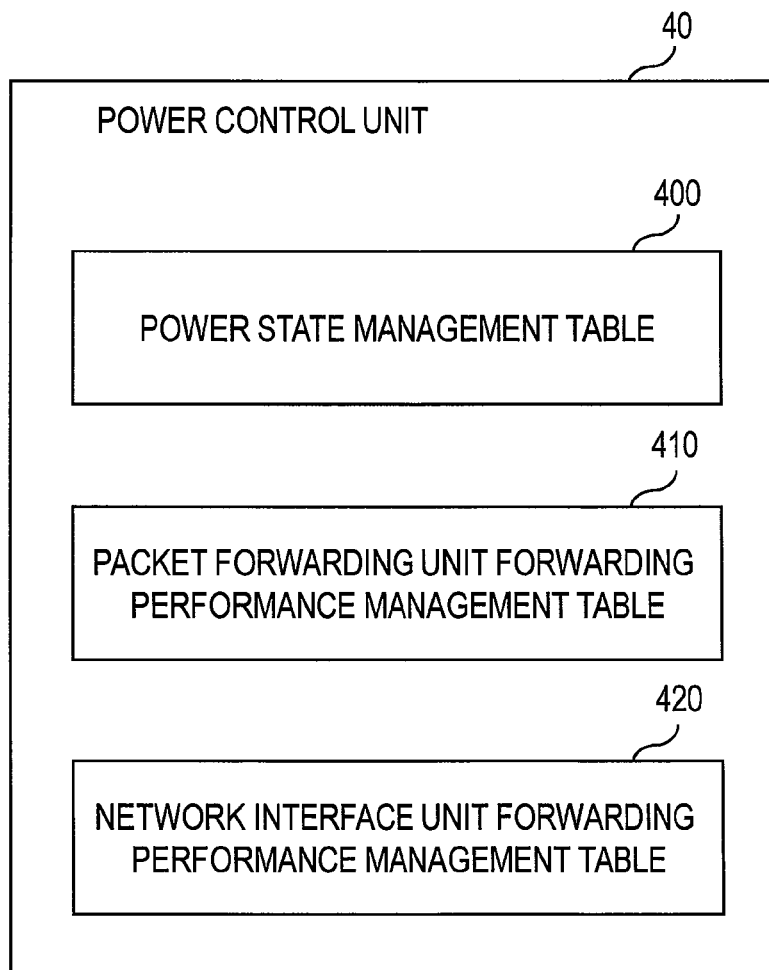 40
POWER CONTROL UNIT
400
POWER STATE MANAGEMENT TABLE
410
PACKET FORWARDING UNIT FORWARDING
PERFORMANCE MANAGEMENT TABLE
420
NETWORK INTERFACE UNIT FORWARDING
PERFORMANCE MANAGEMENT TABLE